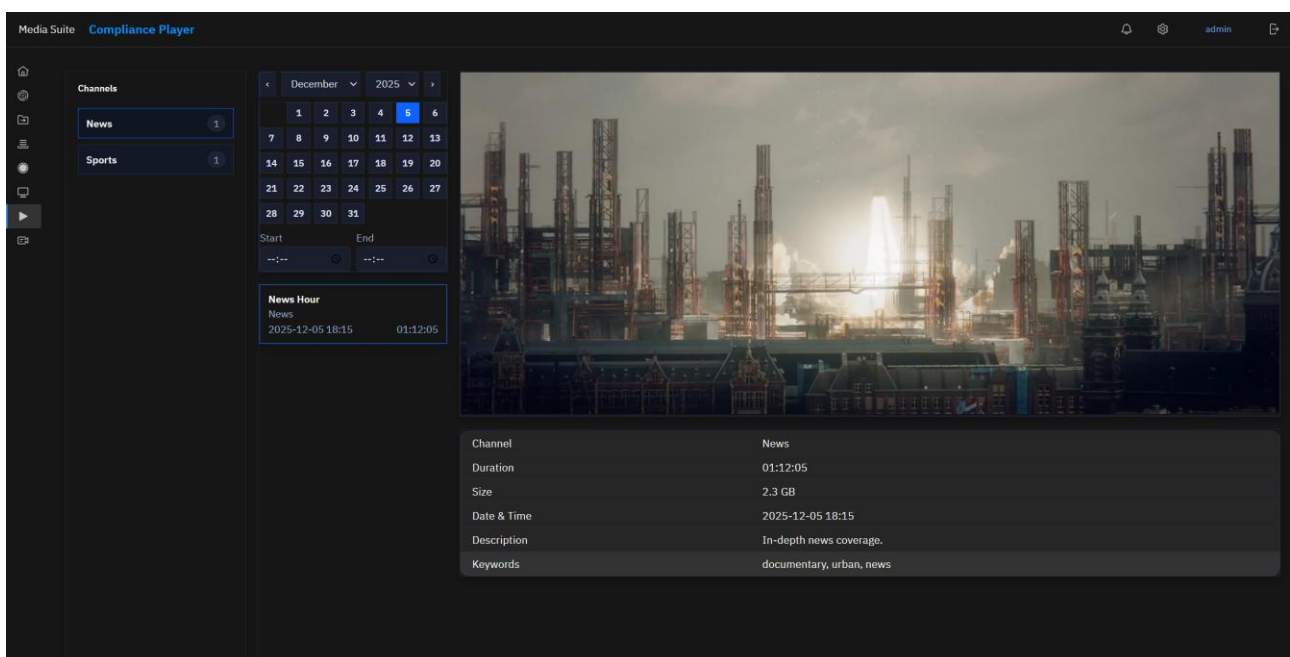 Media Suite Compliance Player admin
Channels
News 1
Sports 1
December 2025
1 2 3 4 5 6
7 8 9 10 11 12 13
14 15 16 17 18 19 20
21 22 23 24 25 26 27
28 29 30 31
Start End
--:-- --:--
News Hour
News
2025-12-05 18:15 01:12:05
Channel News
Duration 01:12:05
Size 2.3 GB
Date & Time 2025-12-05 18:15
Description In-depth news coverage.
Keywords documentary, urban, news